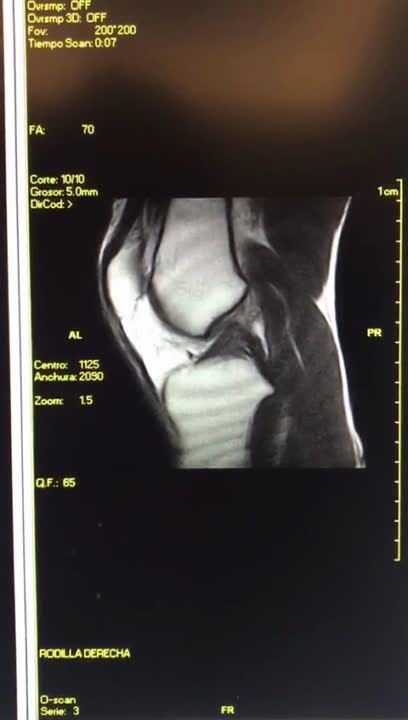 Ovrsmp: OFF
Ovrsmp 3D: OFF
Fov: 200*200
Tiempo Scan: 0:07
FA: 70
Corte: 10/10
Grosor: 5.0mm
DirCod: >
1cm
AL
PR
Centro: 1125
Anchura: 2090
Zoom: 1.5
Q.F.: 65
RODILLA DERECHA
O-scan
Serie: 3
FR